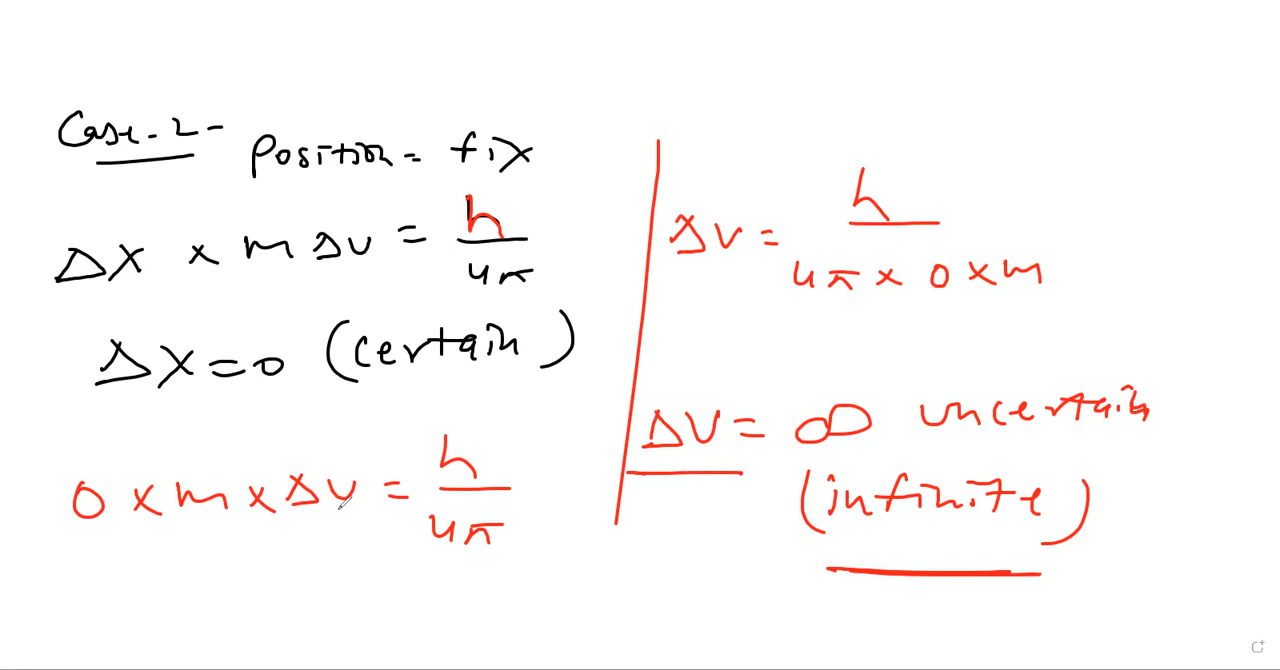 Case-2-
Position = fix
ΔX × mΔv = h/4π
ΔX=0 (certain)
0 × m × Δv = h/4π
Δv = h/4π × 0 × m
Δv = ∞ uncertain
(infinite)